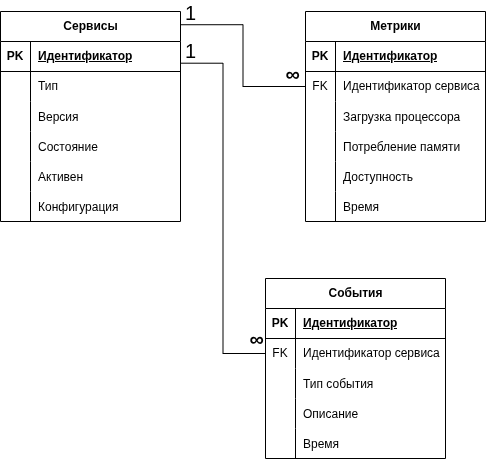 Сервисы
PK Идентификатор
Тип
Версия
Состояние
Активен
Конфигурация
1
1
∞
∞
Метрики
PK Идентификатор
FK Идентификатор сервиса
Загрузка процессора
Потребление памяти
Доступность
Время
События
PK Идентификатор
FK Идентификатор сервиса
Тип события
Описание
Время